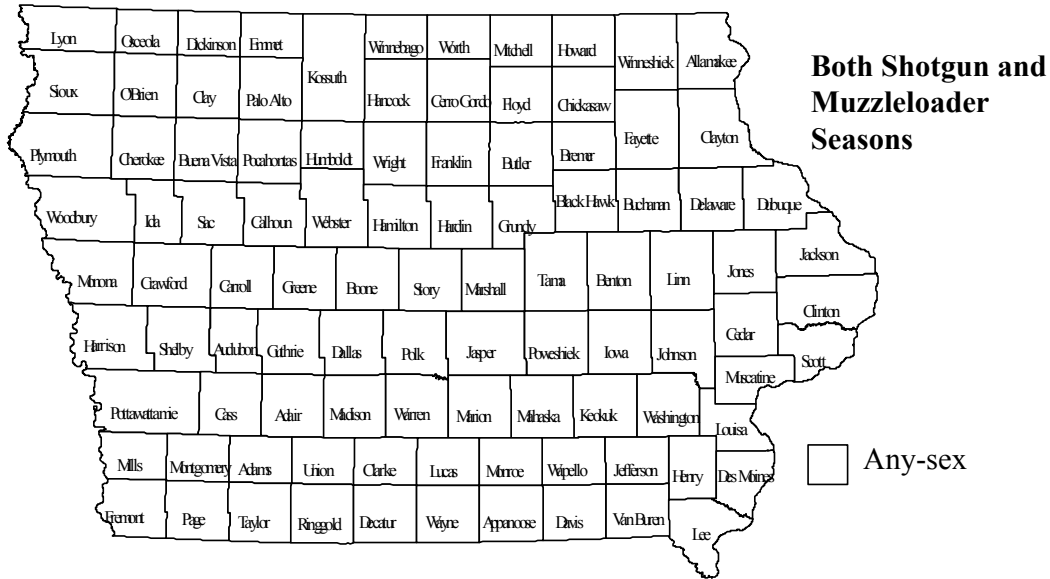 Lyon Osceola Dickinson Emmet Winnebago Worth Mitchell Howard
Kossuth Winneshiek Allamakee
Both Shotgun and
Muzzleloader
Seasons
Sioux O'Brien Clay Palo Alto Hancock Cerro Gordo Floyd Chickasaw
Plymouth Cherokee Buena Vista Pocahontas Humboldt Wright Franklin Butler Bremer Fayette Clayton
Woodbury Ida Sac Calhoun Webster Hamilton Hardin Grundy Black Hawk Buchanan Delaware Dubuque
Monona Crawford Carroll Greene Boone Story Marshall Tama Benton Linn Jones Jackson
Clinton
Harrison Shelby Audubon Guthrie Dallas Polk Jasper Poweshiek Iowa Johnson Cedar Scott
Muscatine
Pottawattamie Cass Adair Madison Warren Marion Mahaska Keokuk Washington Louisa
Mills Montgomery Adams Union Clarke Lucas Monroe Wapello Jefferson Henry Des Moines
Any-sex
Fremont Page Taylor Ringgold Decatur Wayne Appanoose Davis Van Buren Lee